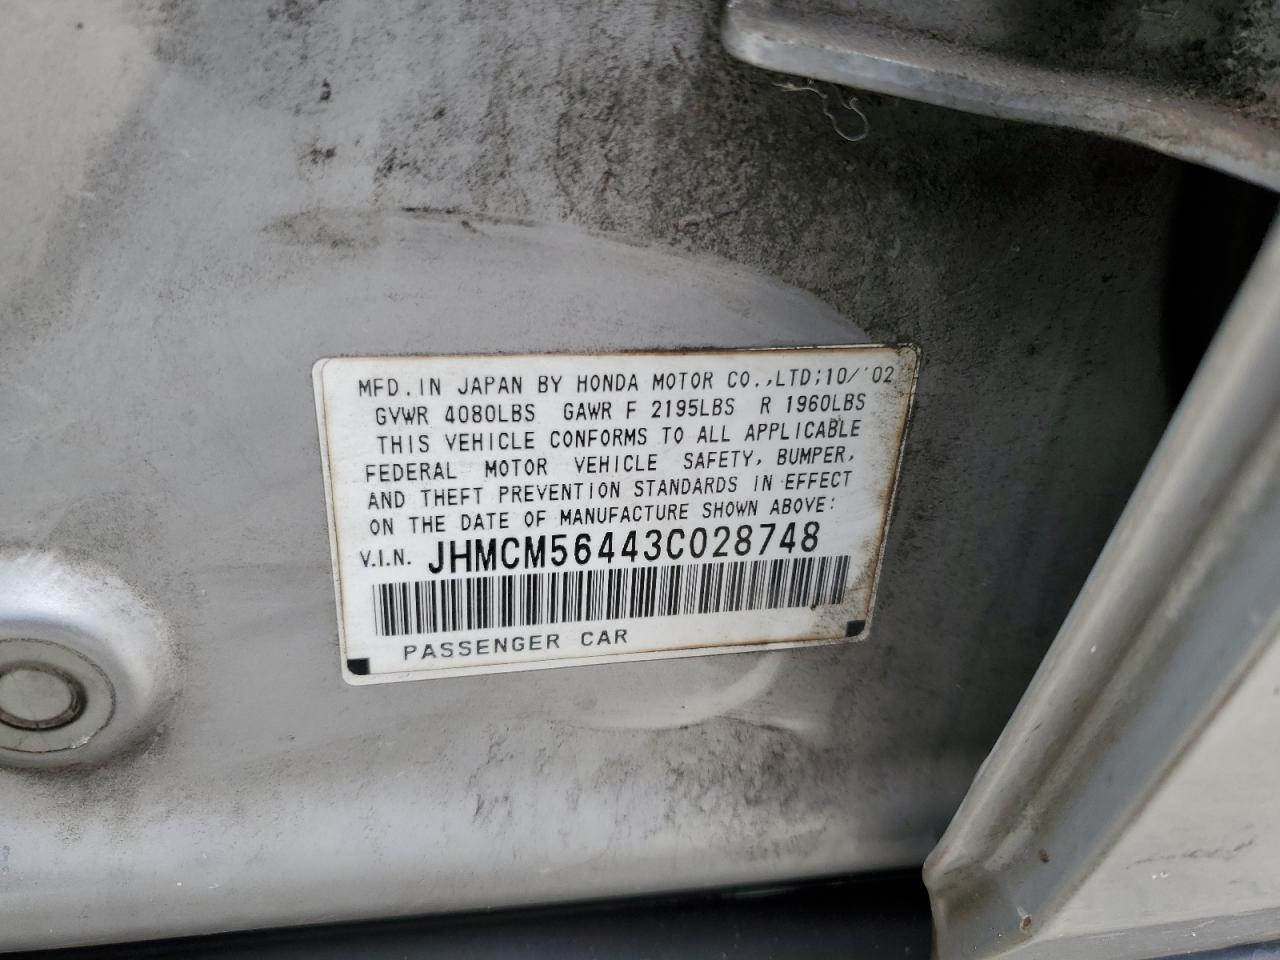 MFD. IN JAPAN BY HONDA MOTOR CO., LTD; 10/'02
GVWR 4080LBS GAWR F 2195LBS R 1960LBS
THIS VEHICLE CONFORMS TO ALL APPLICABLE
FEDERAL MOTOR VEHICLE SAFETY, BUMPER,
AND THEFT PREVENTION STANDARDS IN EFFECT
ON THE DATE OF MANUFACTURE SHOWN ABOVE:
V.I.N. JHMCM56443C028748
PASSENGER CAR